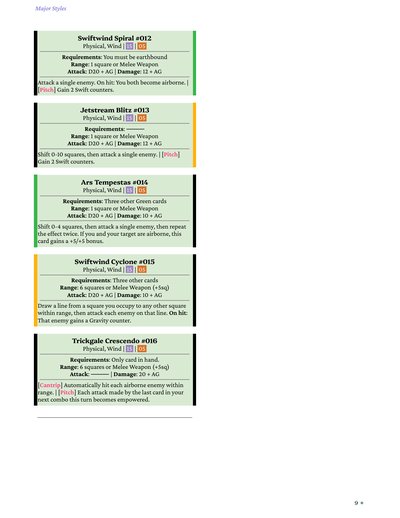 Major Styles
Swiftwind Spiral #012
Physical, Wind | 15 | 05
Requirements: You must be earthbound
Range: 1 square or Melee Weapon
Attack: D20 + AG | Damage: 12 + AG
Attack a single enemy. On hit: You both become airborne. |
[Pitch] Gain 2 Swift counters.
Jetstream Blitz #013
Physical, Wind | 15 | 05
Requirements: ———
Range: 1 square or Melee Weapon
Attack: D20 + AG | Damage: 12 + AG
Shift 0-10 squares, then attack a single enemy. | [Pitch]
Gain 2 Swift counters.
Ars Tempestas #014
Physical, Wind | 15 | 05
Requirements: Three other Green cards
Range: 1 square or Melee Weapon
Attack: D20 + AG | Damage: 10 + AG
Shift 0-4 squares, then attack a single enemy, then repeat
the effect twice. If you and your target are airborne, this
card gains a +5/+5 bonus.
Swiftwind Cyclone #015
Physical, Wind | 15 | 05
Requirements: Three other cards
Range: 6 squares or Melee Weapon (+5sq)
Attack: D20 + AG | Damage: 10 + AG
Draw a line from a square you occupy to any other square
within range, then attack each enemy on that line. On hit:
That enemy gains a Gravity counter.
Trickgale Crescendo #016
Physical, Wind | 15 | 05
Requirements: Only card in hand.
Range: 6 squares or Melee Weapon (+5sq)
Attack: ——— | Damage: 20 + AG
[Cantrip] Automatically hit each airborne enemy within
range. | [Pitch] Each attack made by the last card in your
next combo this turn becomes empowered.
9